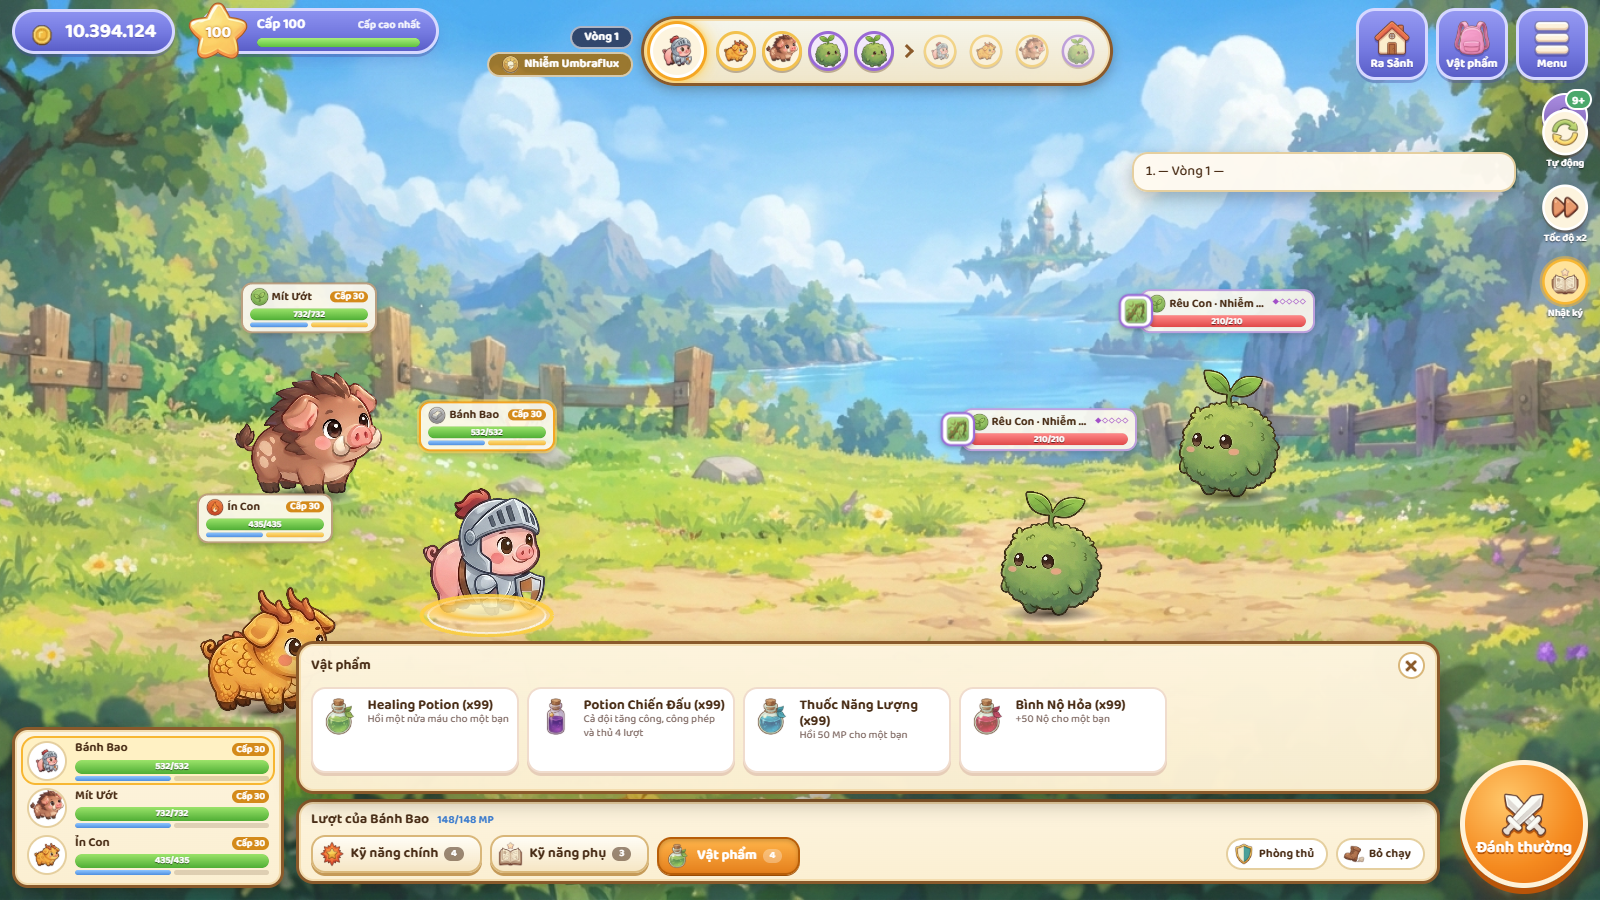 10.394.124
100
Cấp 100
Cấp cao nhất
Vòng 1
Nhiễm Umbraflux
Ra Sảnh
Vật phẩm
Menu
9+
Tự động
1. — Vòng 1 —
Tốc độ x2
Nhật ký
Mít Ướt
Cấp 30
732/732
Rêu Con · Nhiễm ...
210/210
Bánh Bao
Cấp 30
532/532
Rêu Con · Nhiễm ...
210/210
Ỉn Con
Cấp 30
435/435
Vật phẩm
Healing Potion (x99)
Hồi một nửa máu cho một bạn
Potion Chiến Đấu (x99)
Cả đội tăng công, công phép
và thủ 4 lượt
Thuốc Năng Lượng
(x99)
Hồi 50 MP cho một bạn
Bình Nộ Hỏa (x99)
+50 Nộ cho một bạn
Bánh Bao
Cấp 30
532/532
Mít Ướt
Cấp 30
732/732
Ỉn Con
Cấp 30
435/435
Lượt của Bánh Bao
148/148 MP
Kỹ năng chính 4
Kỹ năng phụ 3
Vật phẩm 4
Phòng thủ
Bỏ chạy
Đánh thường